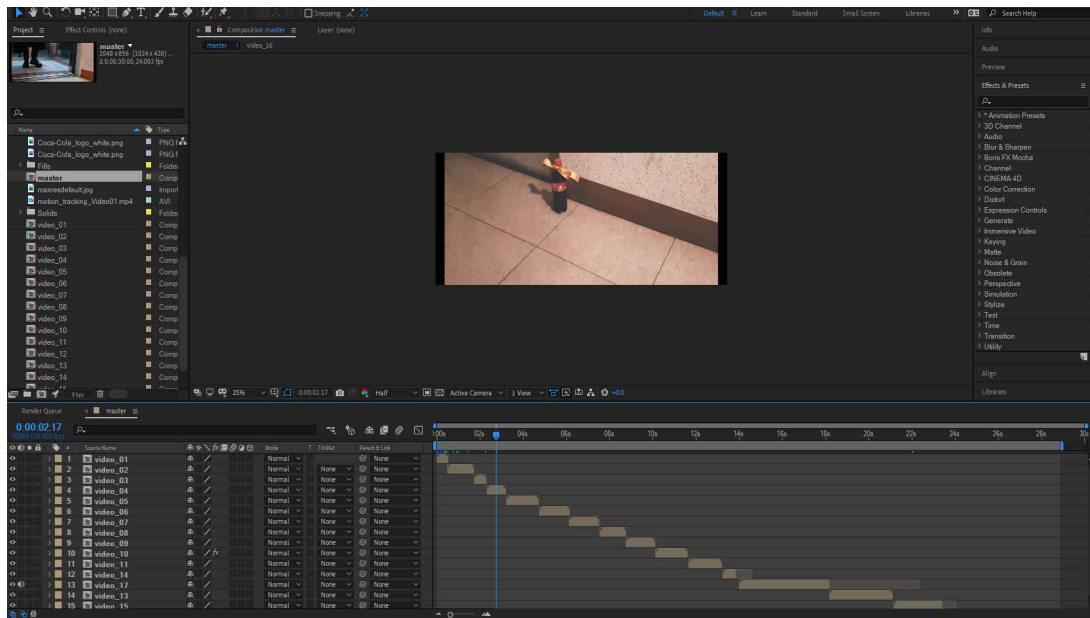 Snapping
Default
Learn
Standard
Small Screen
Libraries
Search Help
Project
Effect Controls (none)
Composition master
Layer (none)
Info
master
2048 x 856 (1024 x 428) ...
Δ 0:00:30:00, 24.003 fps
master
video_16
Audio
Preview
Effects & Presets
Name
Type
Coca-Cola_logo_white.png
PNG f
Coca-Cola_logo_white.png
PNG f
Fills
Folder
master
Comp
maxresdefault.jpg
Import
motion_tracking_Video01.mp4
AVI
Solids
Folder
video_01
Comp
video_02
Comp
video_03
Comp
video_04
Comp
video_05
Comp
video_06
Comp
video_07
Comp
video_08
Comp
video_09
Comp
video_10
Comp
video_11
Comp
video_12
Comp
video_13
Comp
video_14
Comp
* Animation Presets
3D Channel
Audio
Blur & Sharpen
Boris FX Mocha
Channel
CINEMA 4D
Color Correction
Distort
Expression Controls
Generate
Immersive Video
Keying
Matte
Noise & Grain
Obsolete
Perspective
Simulation
Stylize
Text
Time
Transition
Utility
Align
Libraries
8 bpc
25%
0:00:02:17
Half
Active Camera
1 View
+0.0
Render Queue
master
0:00:02:17
:00s 02s 04s 06s 08s 10s 12s 14s 16s 18s 20s 22s 24s 26s 28s 30s
# Source Name Mode T TrkMat Parent & Link
1 video_01 Normal None
2 video_02 Normal None None
3 video_03 Normal None None
4 video_04 Normal None None
5 video_05 Normal None None
6 video_06 Normal None None
7 video_07 Normal None None
8 video_08 Normal None None
9 video_09 Normal None None
10 video_10 Normal None None
11 video_11 Normal None None
12 video_14 Normal None None
13 video_17 Normal None None
14 video_13 Normal None None
15 video_15 Normal None None